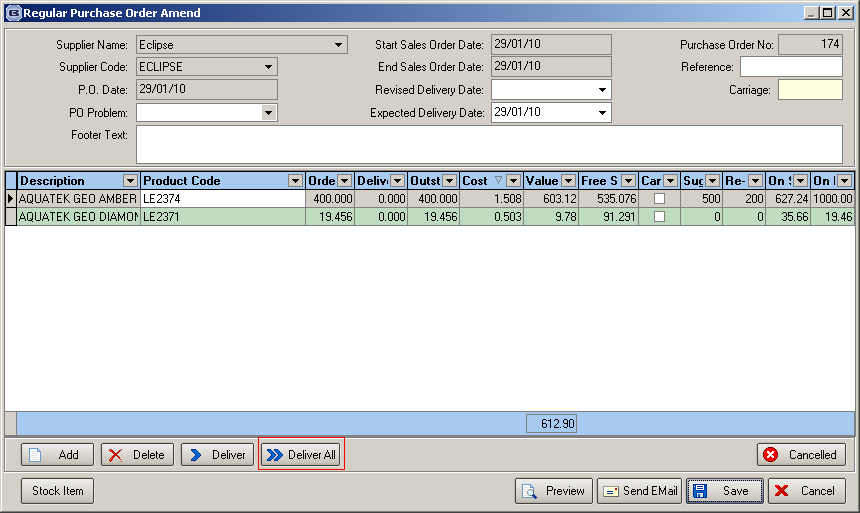 Regular Purchase Order Amend
Supplier Name: Eclipse Start Sales Order Date: 29/01/10 Purchase Order No: 174
Supplier Code: ECLIPSE End Sales Order Date: 29/01/10 Reference:
P.O. Date: 29/01/10 Revised Delivery Date: Carriage:
PO Problem: Expected Delivery Date: 29/01/10
Footer Text:
Description Product Code Orde Delive Outst Cost Value Free S Car Sug Re- On S On
AQUATEK GEO AMBER LE2374 400.000 0.000 400.000 1.508 603.12 535.076 500 200 627.24 1000.00
AQUATEK GEO DIAMON LE2371 19.456 0.000 19.456 0.503 9.78 91.291 0 0 35.66 19.46
612.90
Add Delete Deliver Deliver All Cancelled
Stock Item Preview Send EMail Save Cancel